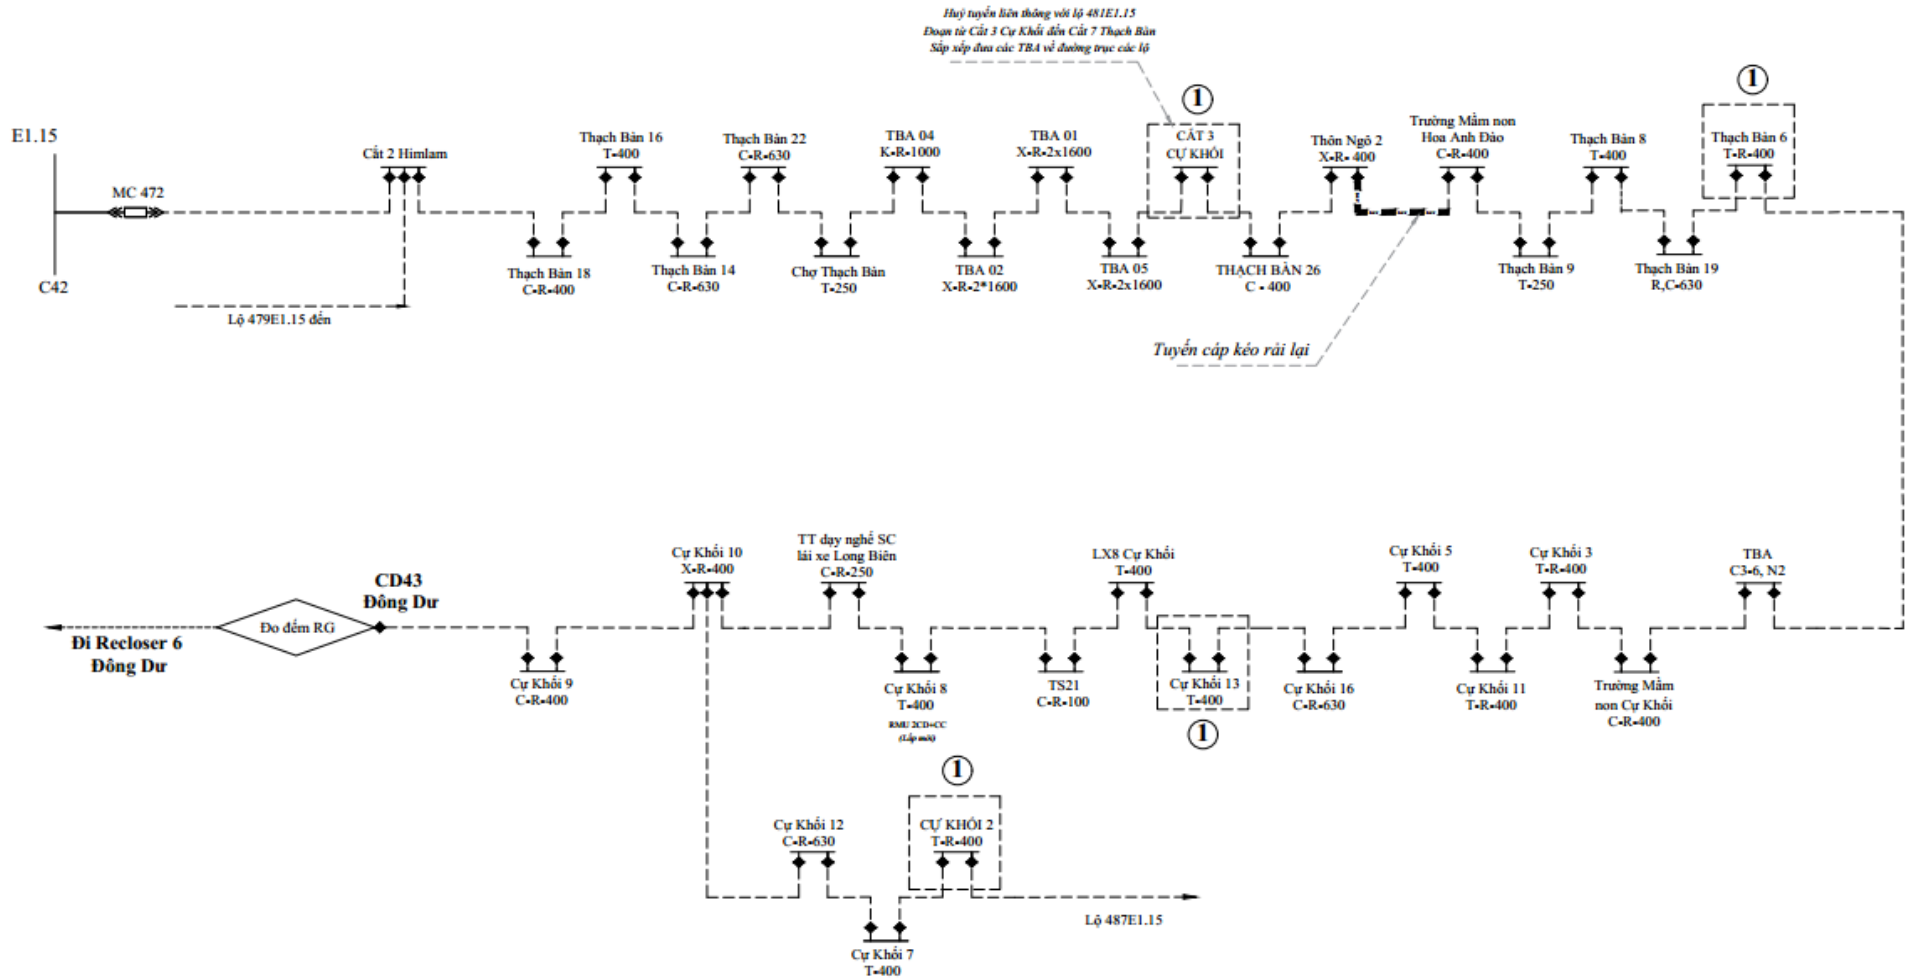 Huỷ tuyến liên thông với lộ 481E1.15
Đoạn từ Cắt 3 Cự Khối đến Cắt 7 Thạch Bàn
Sắp xếp đưa các TBA về đường trục các lộ
1
1
E1.15
MC 472
C42
Cắt 2 Himlam
Lộ 479E1.15 đến
Thạch Bàn 18
C-R-400
Thạch Bàn 16
T-400
Thạch Bàn 14
C-R-630
Thạch Bàn 22
C-R-630
Chợ Thạch Bàn
T-250
TBA 04
K-R-1000
TBA 02
X-R-2*1600
TBA 01
X-R-2x1600
TBA 05
X-R-2x1600
CẮT 3
CỰ KHỐI
THẠCH BÀN 26
C - 400
Thôn Ngô 2
X-R- 400
Trường Mầm non
Hoa Anh Đào
C-R-400
Tuyến cáp kéo rải lại
Thạch Bàn 9
T-250
Thạch Bàn 8
T-400
Thạch Bàn 19
R,C-630
Thạch Bàn 6
T-R-400
Đi Recloser 6
Đông Dư
Đo đếm RG
CD43
Đông Dư
Cự Khối 9
C-R-400
Cự Khối 10
X-R-400
TT dạy nghề SC
lái xe Long Biên
C-R-250
Cự Khối 8
T-400
RMU 2CD+CC
(Lắp mới)
TS21
C-R-100
LX8 Cự Khối
T-400
Cự Khối 13
T-400
1
Cự Khối 16
C-R-630
Cự Khối 5
T-400
Cự Khối 11
T-R-400
Cự Khối 3
T-R-400
Trường Mầm
non Cự Khối
C-R-400
TBA
C3-6, N2
Cự Khối 12
C-R-630
Cự Khối 7
T-400
1
CỰ KHỐI 2
T-R-400
Lộ 487E1.15